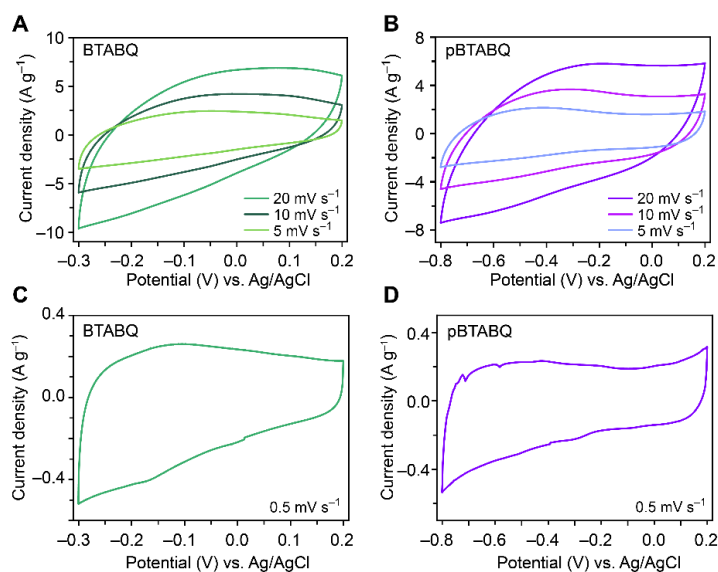 A
BTABQ
10
5
0
−5
−10
Current density (A g⁻¹)
20 mV s⁻¹
10 mV s⁻¹
5 mV s⁻¹
−0.3 −0.2 −0.1 0.0 0.1 0.2
Potential (V) vs. Ag/AgCl
B
pBTABQ
8
4
0
−4
−8
Current density (A g⁻¹)
20 mV s⁻¹
10 mV s⁻¹
5 mV s⁻¹
−0.8 −0.6 −0.4 −0.2 0.0 0.2
Potential (V) vs. Ag/AgCl
C
BTABQ
0.4
0.0
−0.4
Current density (A g⁻¹)
0.5 mV s⁻¹
−0.3 −0.2 −0.1 0.0 0.1 0.2
Potential (V) vs. Ag/AgCl
D
pBTABQ
0.4
0.0
−0.4
Current density (A g⁻¹)
0.5 mV s⁻¹
−0.8 −0.6 −0.4 −0.2 0.0 0.2
Potential (V) vs. Ag/AgCl